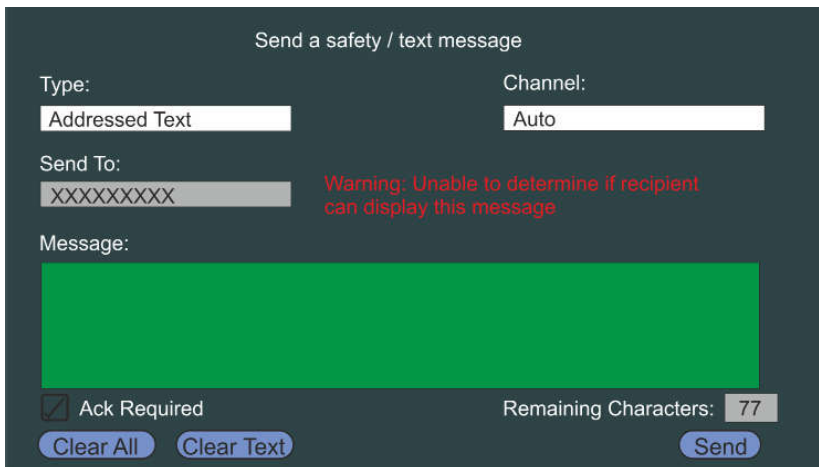 Send a safety / text message
Type:
Channel:
Addressed Text
Auto
Send To:
XXXXXXXXX
Warning: Unable to determine if recipient
can display this message
Message:
Ack Required
Remaining Characters: 77
Clear All
Clear Text
Send